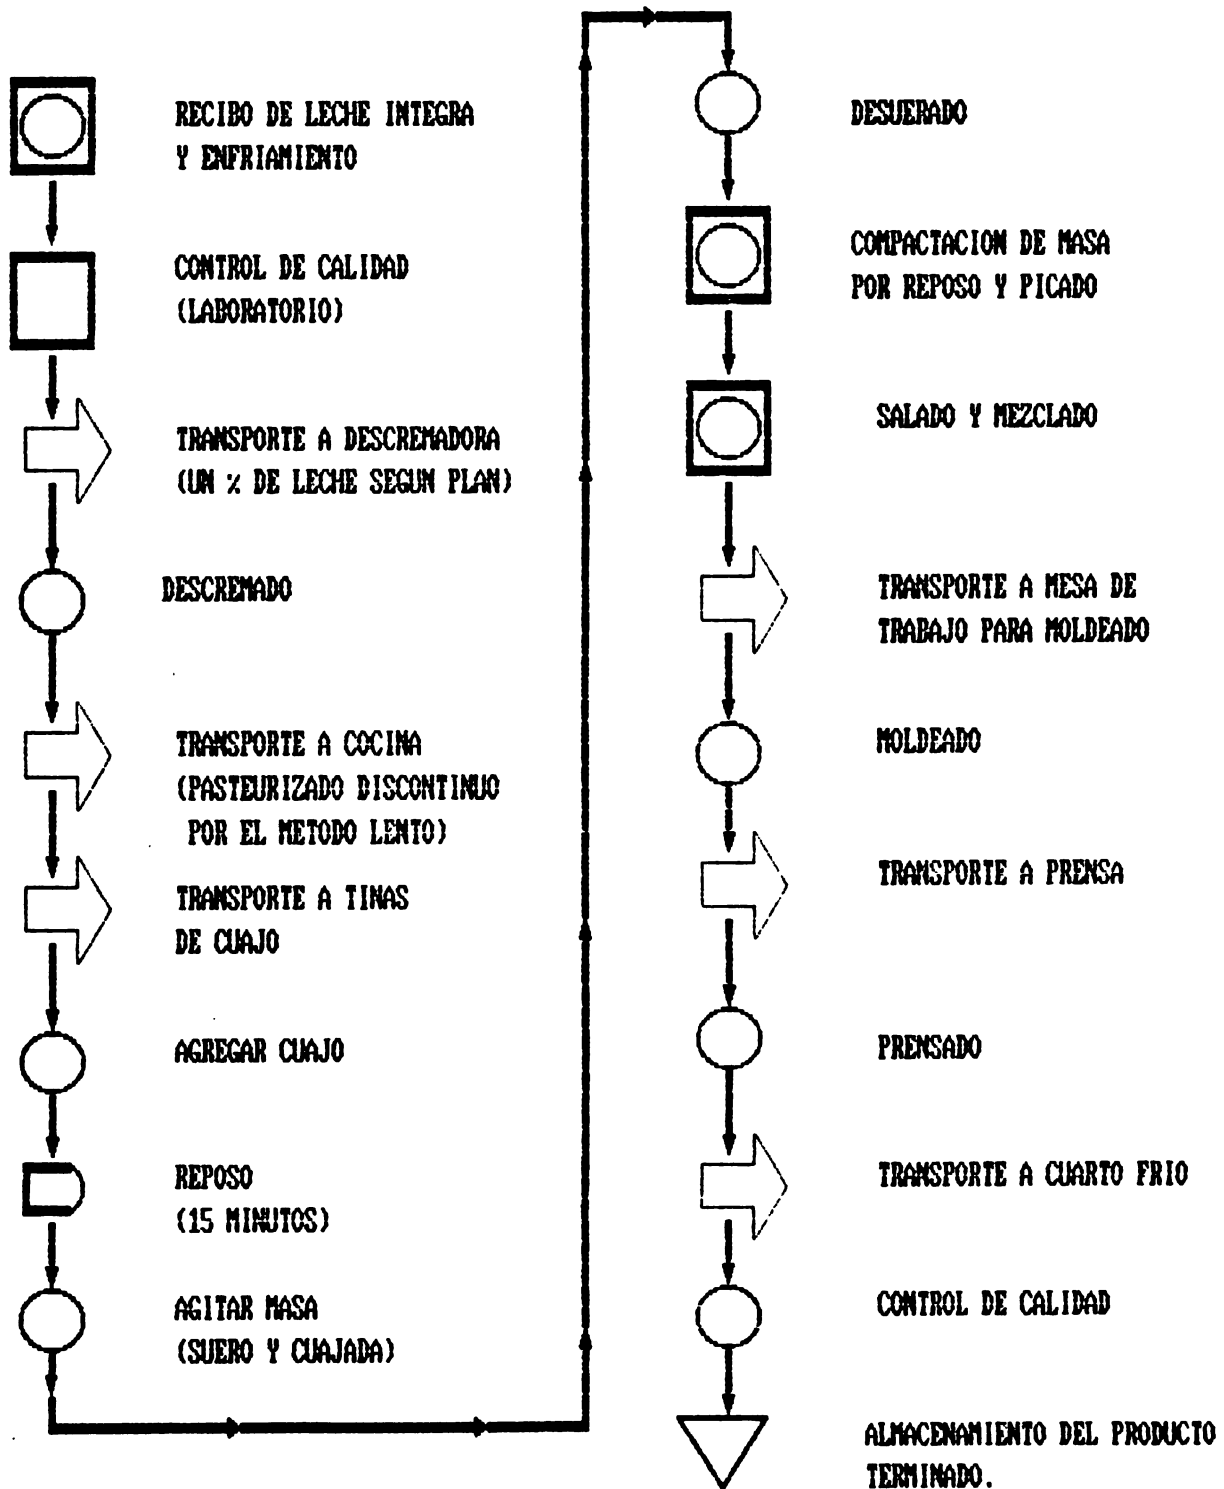 RECIBO DE LECHE INTEGRA
Y ENFRIAMIENTO
CONTROL DE CALIDAD
(LABORATORIO)
TRANSPORTE A DESCREMADORA
(UN % DE LECHE SEGUN PLAN)
DESCREMADO
TRANSPORTE A COCINA
(PASTEURIZADO DISCONTINUO
POR EL METODO LENTO)
TRANSPORTE A TINAS
DE CUAJO
AGREGAR CUAJO
REPOSO
(15 MINUTOS)
AGITAR MASA
(SUERO Y CUAJADA)
DESUERADO
COMPACTACION DE MASA
POR REPOSO Y PICADO
SALADO Y MEZCLADO
TRANSPORTE A MESA DE
TRABAJO PARA MOLDEADO
MOLDEADO
TRANSPORTE A PRENSA
PRENSADO
TRANSPORTE A CUARTO FRIO
CONTROL DE CALIDAD
ALMACENAMIENTO DEL PRODUCTO
TERMINADO.